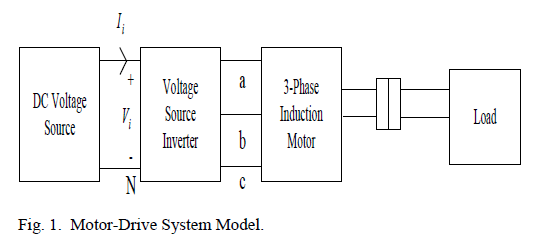 I_i
DC Voltage
Source
+
V_i
-
N
Voltage
Source
Inverter
a
b
c
3-Phase
Induction
Motor
Load
Fig. 1. Motor-Drive System Model.